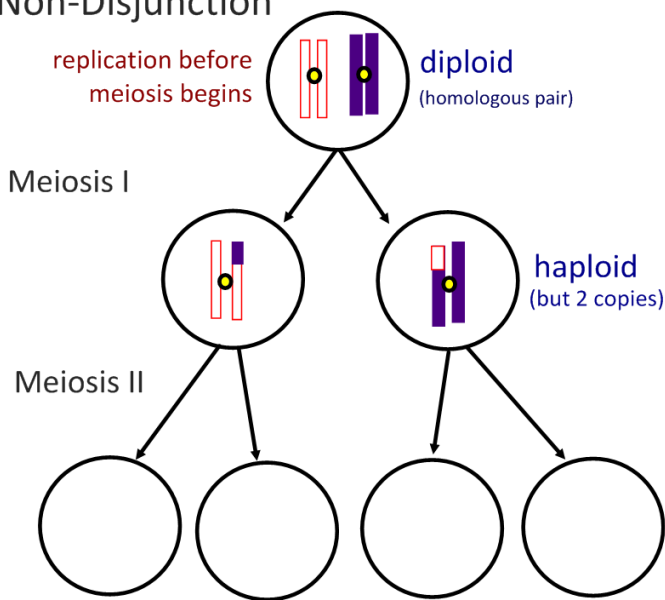 Non-Disjunction
replication before
meiosis begins
diploid
(homologous pair)
Meiosis I
haploid
(but 2 copies)
Meiosis II